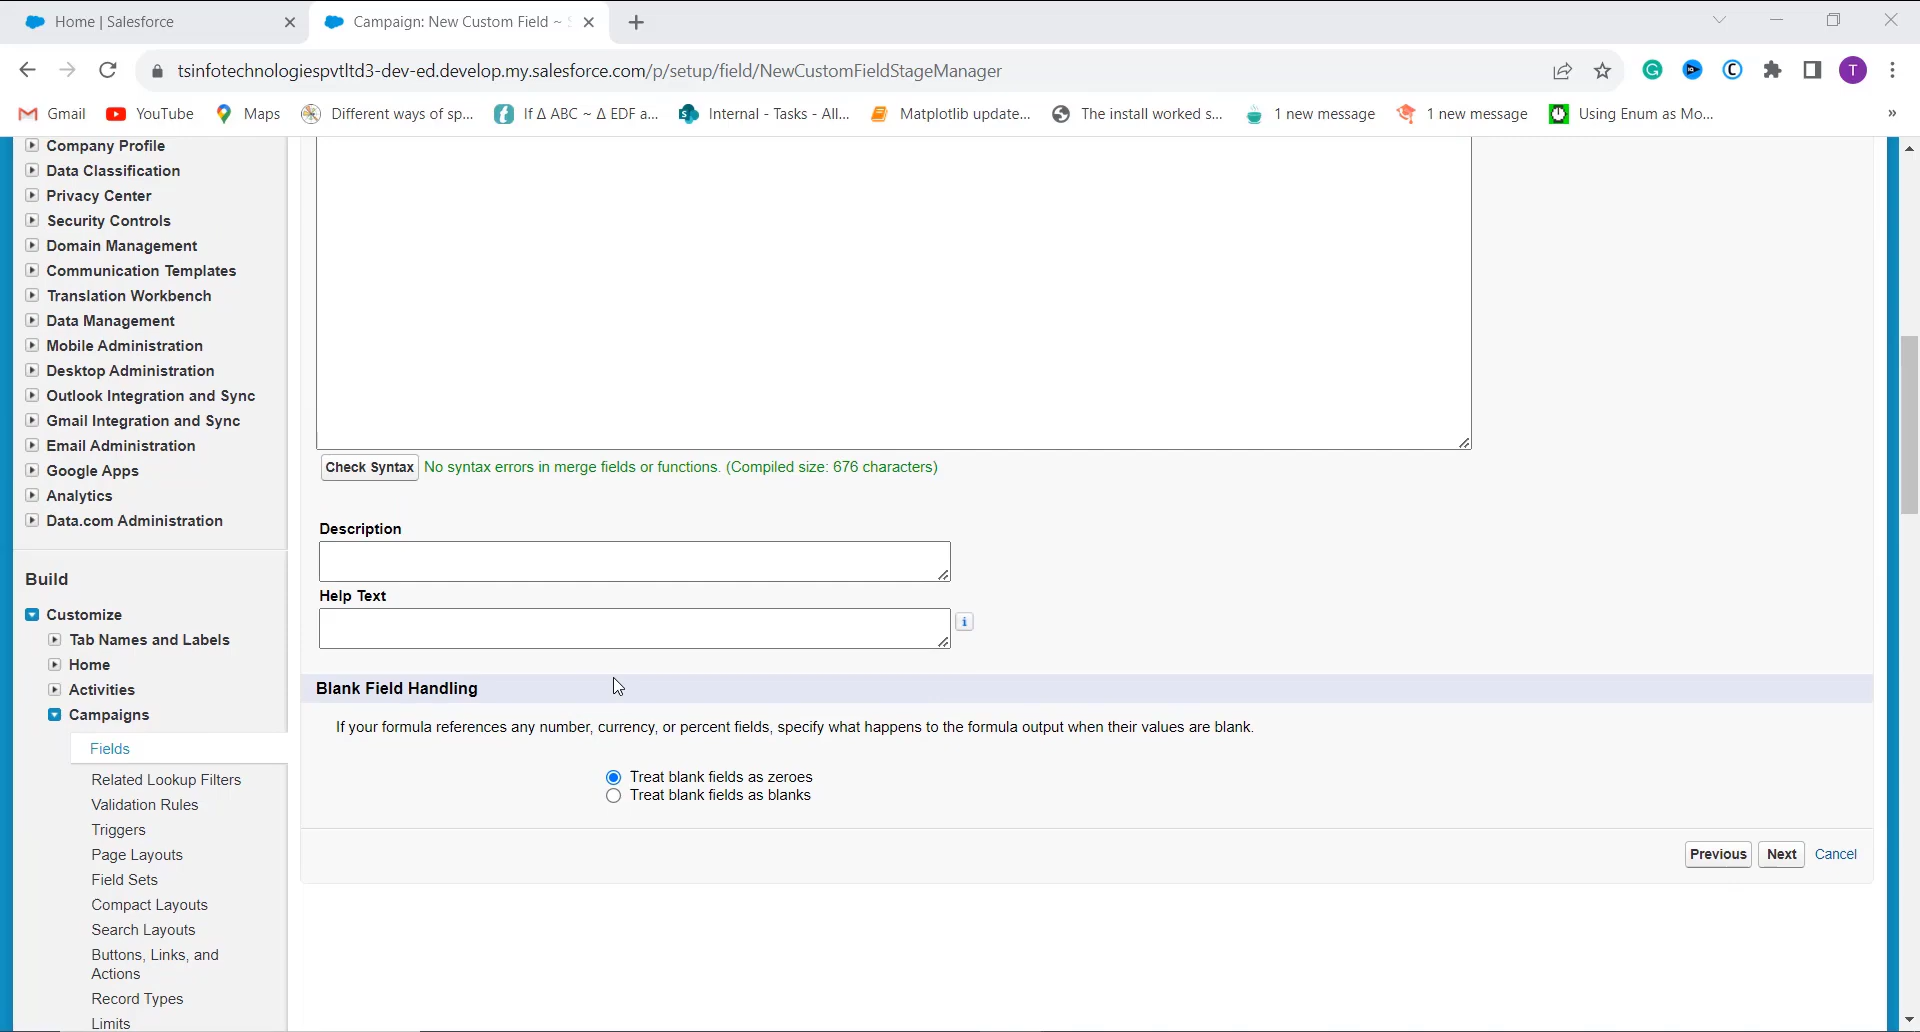 Home | Salesforce
Campaign: New Custom Field ~ S
tsinfotechnologiespvtltd3-dev-ed.develop.my.salesforce.com/p/setup/field/NewCustomFieldStageManager
T
Gmail
YouTube
Maps
Different ways of sp...
If Δ ABC ~ Δ EDF a...
Internal - Tasks - All...
Matplotlib update...
The install worked s...
1 new message
1 new message
Using Enum as Mo...
»
Company Profile
Data Classification
Privacy Center
Security Controls
Domain Management
Communication Templates
Translation Workbench
Data Management
Mobile Administration
Desktop Administration
Outlook Integration and Sync
Gmail Integration and Sync
Email Administration
Google Apps
Analytics
Data.com Administration
Build
Customize
Tab Names and Labels
Home
Activities
Campaigns
Fields
Related Lookup Filters
Validation Rules
Triggers
Page Layouts
Field Sets
Compact Layouts
Search Layouts
Buttons, Links, and
Actions
Record Types
Limits
Check Syntax No syntax errors in merge fields or functions. (Compiled size: 676 characters)
Description
Help Text
i
Blank Field Handling
If your formula references any number, currency, or percent fields, specify what happens to the formula output when their values are blank.
Treat blank fields as zeroes
Treat blank fields as blanks
Previous Next Cancel